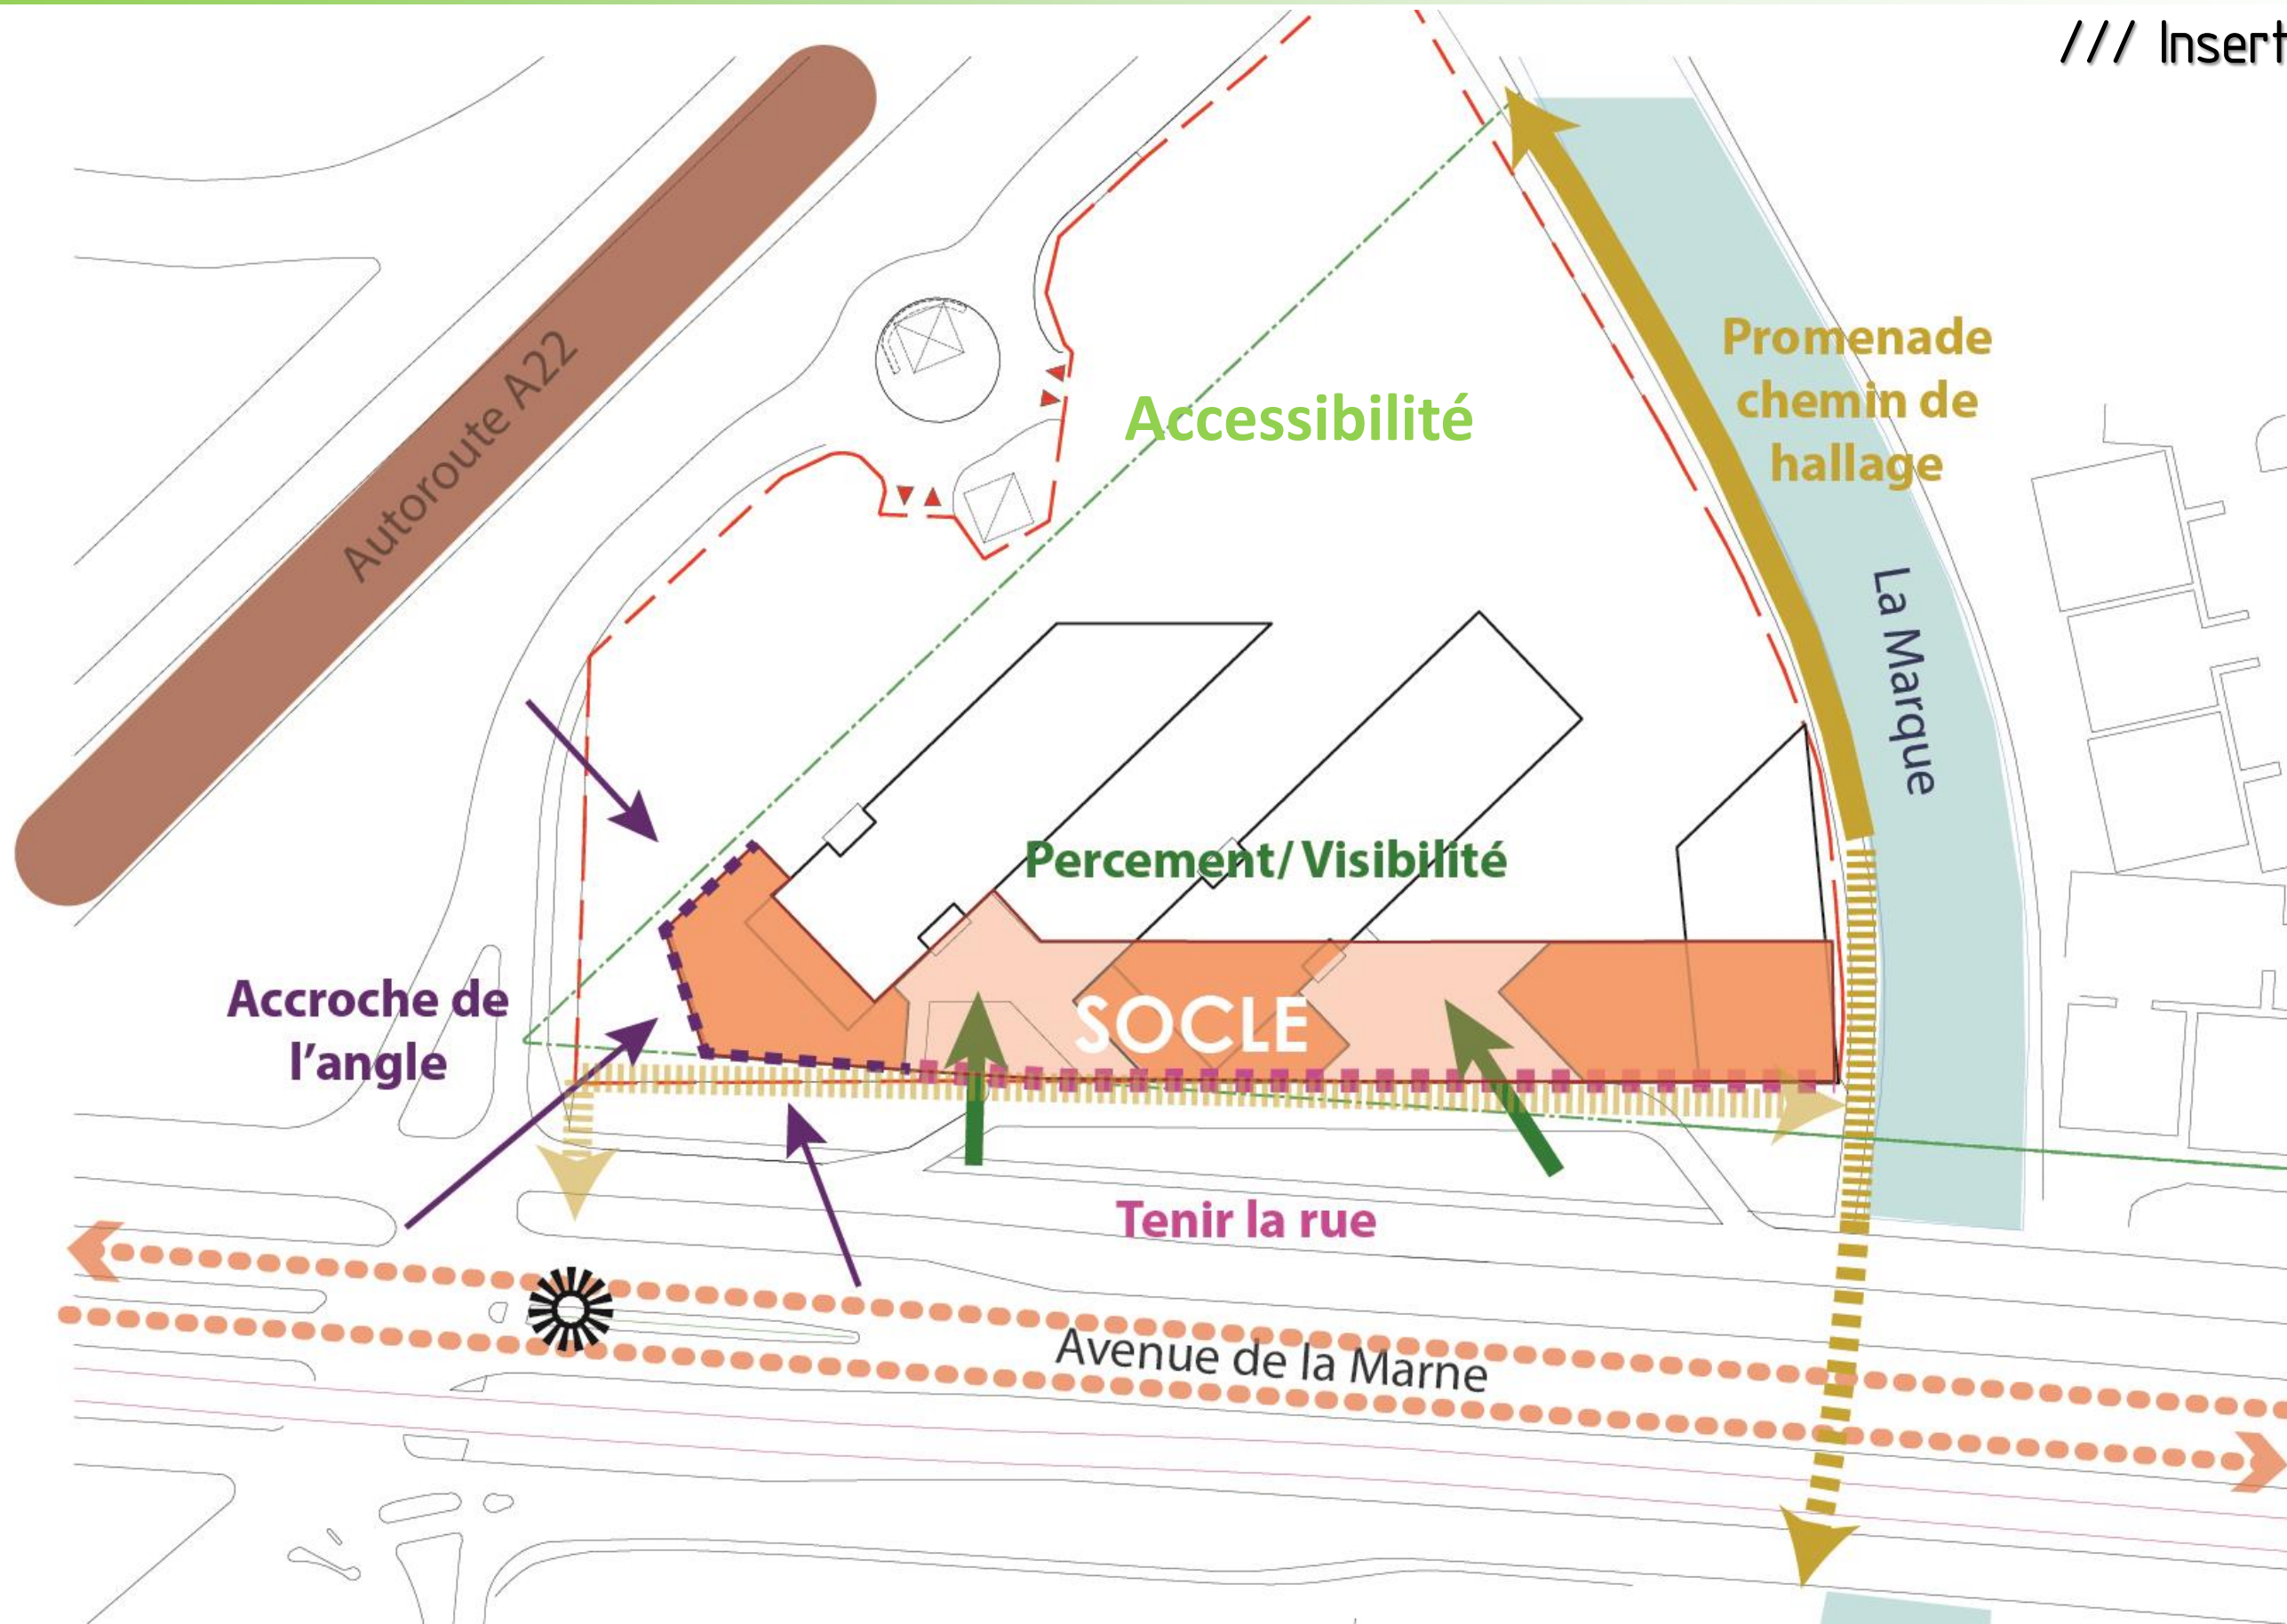 /// Insert
Autoroute A22
Accessibilité
Promenade
chemin de
hallage
La Marque
Percement/Visibilité
Accroche de
l'angle
SOCLE
Tenir la rue
Avenue de la Marne